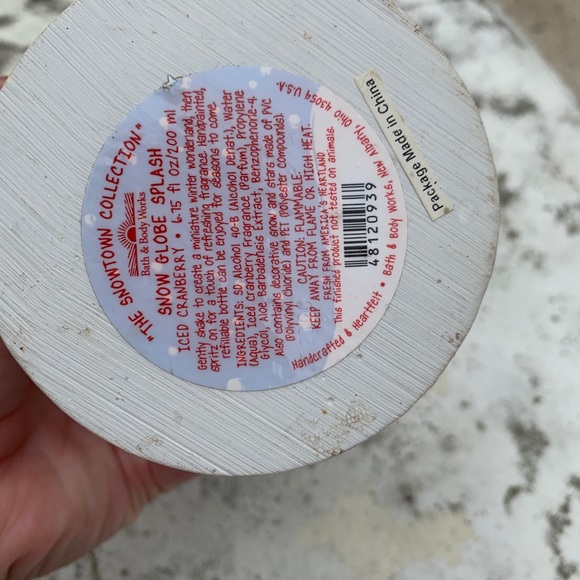 "THE SNOWTOWN COLLECTION"
Bath & Body Works
SNOW GLOBE SPLASH
ICED CRANBERRY • 6.75 fl Oz/200 ml
Gently shake to create a miniature winter wonderland, then
spritz on for a touch of refreshing fragrance. Handpainted,
refillable bottle can be enjoyed for seasons to come.
INGREDIENTS: SD Alcohol 40-B (Alcohol Denat.), Water
(Aqua), Iced Cranberry Fragrance (Parfum), Propylene
Glycol, Aloe Barbadensis Extract, Benzophenone-4.
Also contains decorative snow and stars made of PVC
(Polyvinyl Chloride) and PET (Polyester Compounds).
CAUTION: FLAMMABLE.
KEEP AWAY FROM FLAME OR HIGH HEAT.
FRESH FROM AMERICA'S HEARTLAND
This finished product not tested on animals.
48120939
Handcrafted & Heartfelt • Bath & Body Works, New Albany, Ohio 43054 U.S.A.
Package Made in China